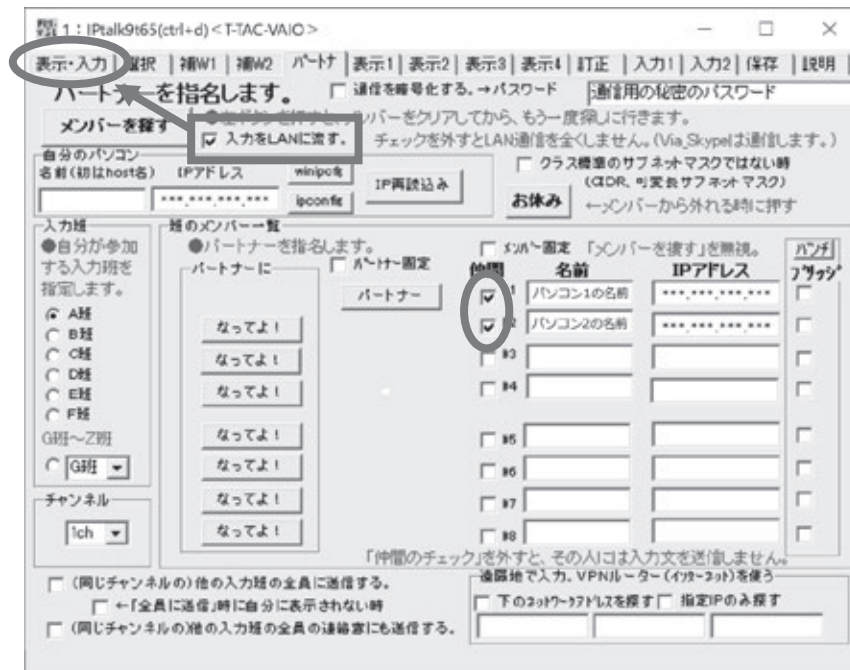 1：IPtalk9t65(ctrl+d)<T-TAC-VAIO>
表示・入力 選択 補W1 補W2 パートナ 表示1 表示2 表示3 表示4 訂正 入力1 入力2 保存 説明
パートナーを指名します。
通信を暗号化する。→パスワード
通信用の秘密のパスワード
メンバーを探す
メンバーをクリアしてから、もう一度探しに行きます。
入力をLANに流す。
チェックを外すとLAN通信を全くしません。(Via_Skypeは通信します。)
自分のパソコン
名前(初はhost名) IPアドレス
winipcfg
ipconfig
IP再読込み
クラス標準のサブネットマスクではない時
(CIDR、可変長サブネットマスク)
***.***.***.***
お休み
←メンバーから外れる時に押す
入力班
●自分が参加する入力班を指定します。
A班
B班
C班
D班
E班
F班
G班～Z班
G班
チャンネル
1ch
班のメンバー一覧
●パートナーを指名します。
パートナーに
パートナー固定
パートナー
なってよ！
なってよ！
なってよ！
なってよ！
なってよ！
なってよ！
なってよ！
なってよ！
メンバー固定 「メンバーを捜す」を無視。
仲間 名前 IPアドレス
パンチ
プラッシ
パソコン1の名前 ***.***.***.***
#2 パソコン2の名前 ***.***.***.***
#3
#4
#5
#6
#7
#8
「仲間のチェック」を外すと、その人には入力文を送信しません。
(同じチャンネルの)他の入力班の全員に送信する。
←「全員に送信」時に自分に表示されない時
(同じチャンネルの)他の入力班の全員の連絡窓にも送信する。
遠隔地で入力。VPNルーター(インターネット)を使う
下のネットワークアドレスを探す 指定IPのみ探す